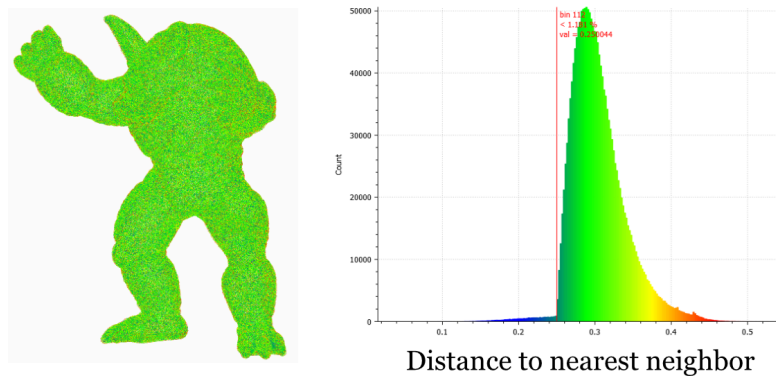 50000
40000
30000
20000
10000
0
Count
bin 112
< 1.191 %
val = 0.250044
0.1 0.2 0.3 0.4 0.5
Distance to nearest neighbor